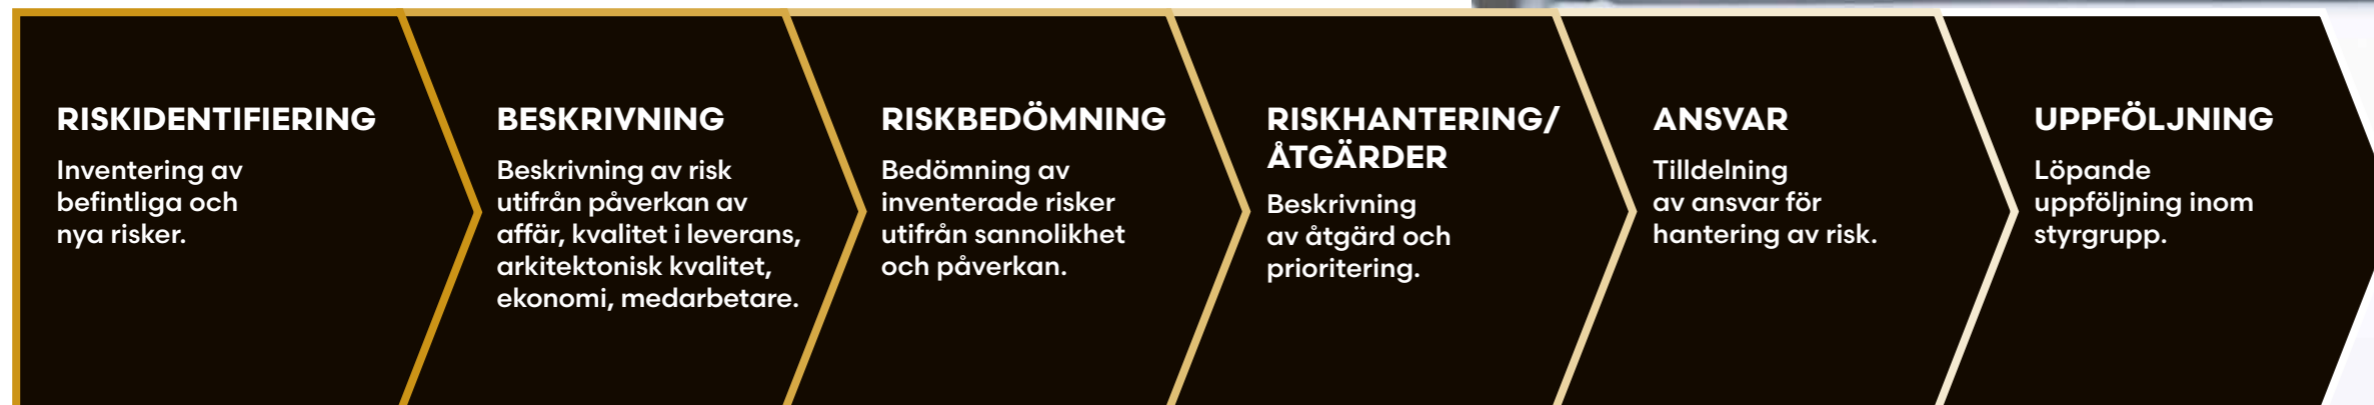 RISKIDENTIFIERING
Inventering av
befintliga och
nya risker.
BESKRIVNING
Beskrivning av risk
utifrån påverkan av
affär, kvalitet i leverans,
arkitektonisk kvalitet,
ekonomi, medarbetare.
RISKBEDÖMNING
Bedömning av
inventerade risker
utifrån sannolikhet
och påverkan.
RISKHANTERING/
ÅTGÄRDER
Beskrivning
av åtgärd och
prioritering.
ANSVAR
Tilldelning
av ansvar för
hantering av risk.
UPPFÖLJNING
Löpande
uppföljning inom
styrgrupp.